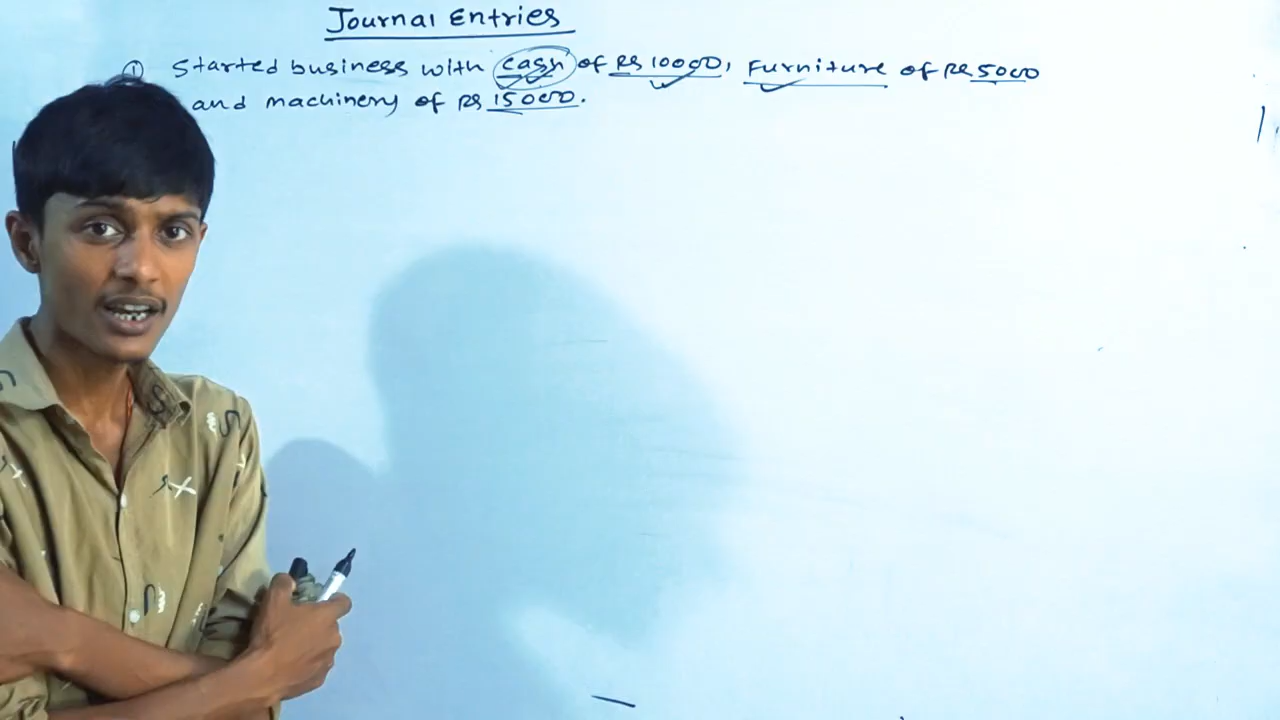 Journal Entries
① Started business with cash of Rs 10000, Furniture of Rs 5000
and machinery of Rs 15000.